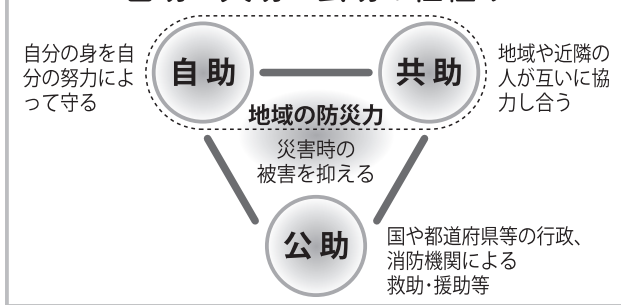 自分の身を自
分の努力によ
って守る
自助
共助
地域や近隣の
人が互いに協
力し合う
地域の防災力
災害時の
被害を抑える
公助
国や都道府県等の行政、
消防機関による
救助･援助等